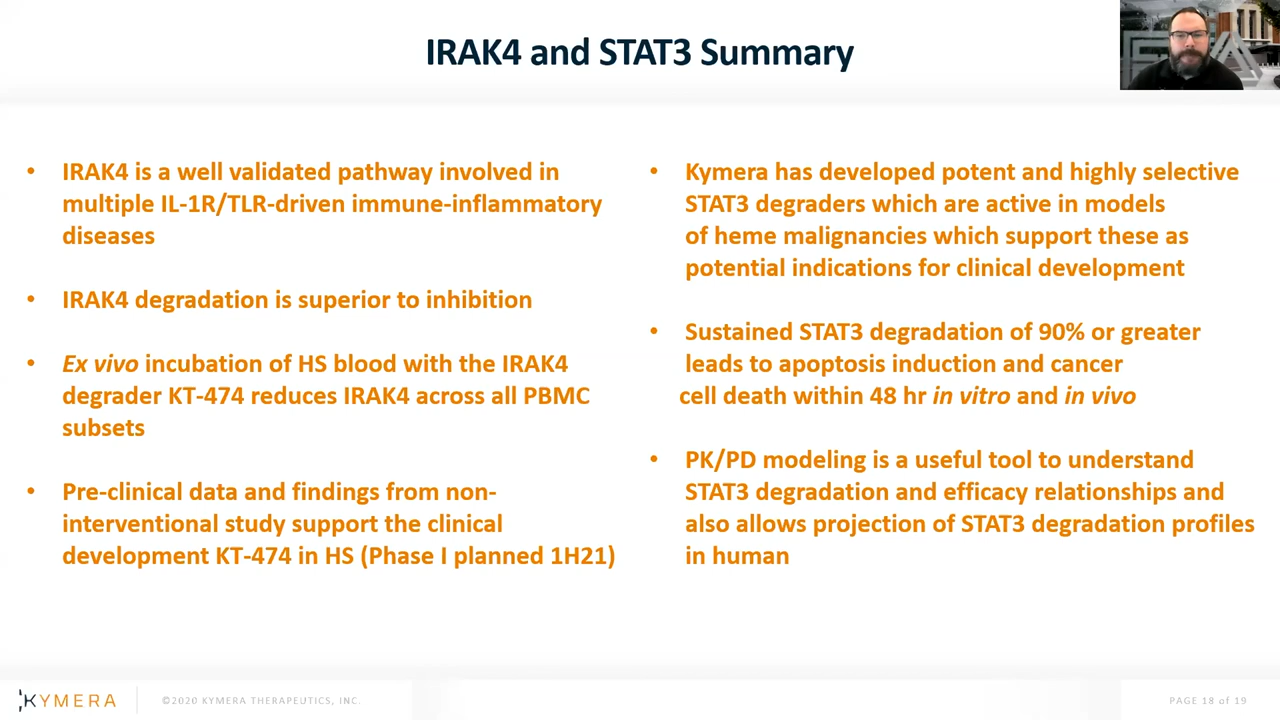 IRAK4 and STAT3 Summary
• IRAK4 is a well validated pathway involved in
multiple IL-1R/TLR-driven immune-inflammatory
diseases
• IRAK4 degradation is superior to inhibition
• Ex vivo incubation of HS blood with the IRAK4
degrader KT-474 reduces IRAK4 across all PBMC
subsets
• Pre-clinical data and findings from non-
interventional study support the clinical
development KT-474 in HS (Phase I planned 1H21)
• Kymera has developed potent and highly selective
STAT3 degraders which are active in models
of heme malignancies which support these as
potential indications for clinical development
• Sustained STAT3 degradation of 90% or greater
leads to apoptosis induction and cancer
cell death within 48 hr in vitro and in vivo
• PK/PD modeling is a useful tool to understand
STAT3 degradation and efficacy relationships and
also allows projection of STAT3 degradation profiles
in human
KYMERA
©2020 KYMERA THERAPEUTICS, INC.
PAGE 18 of 19